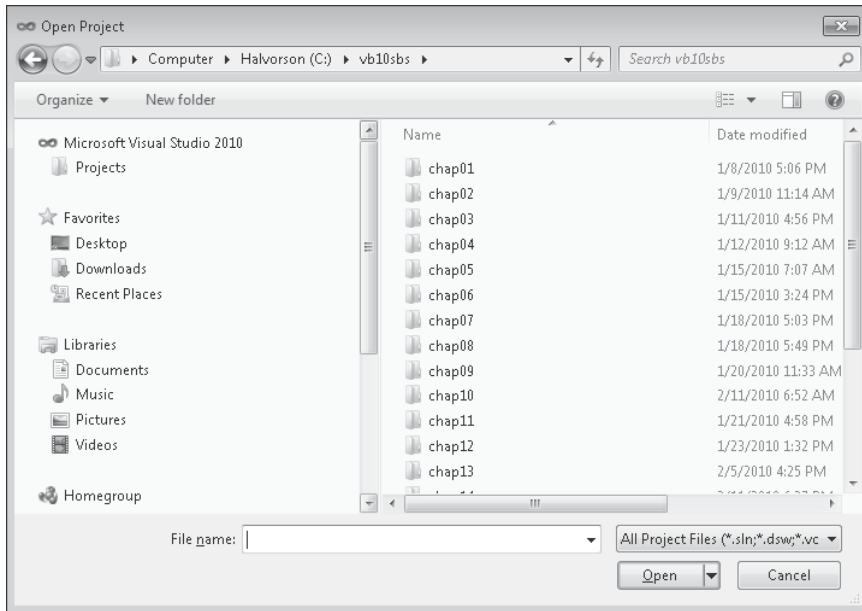 Open Project
Computer Halvorson (C:) vb10sbs
Search vb10sbs
Organize New folder
Microsoft Visual Studio 2010
Projects
Favorites
Desktop
Downloads
Recent Places
Libraries
Documents
Music
Pictures
Videos
Homegroup
Name Date modified
chap01 1/8/2010 5:06 PM
chap02 1/9/2010 11:14 AM
chap03 1/11/2010 4:56 PM
chap04 1/12/2010 9:12 AM
chap05 1/15/2010 7:07 AM
chap06 1/15/2010 3:24 PM
chap07 1/18/2010 5:03 PM
chap08 1/18/2010 5:49 PM
chap09 1/20/2010 11:33 AM
chap10 2/11/2010 6:52 AM
chap11 1/21/2010 4:58 PM
chap12 1/23/2010 1:32 PM
chap13 2/5/2010 4:25 PM
File name:
All Project Files (*.sln;*.dsw;*.vc
Open Cancel